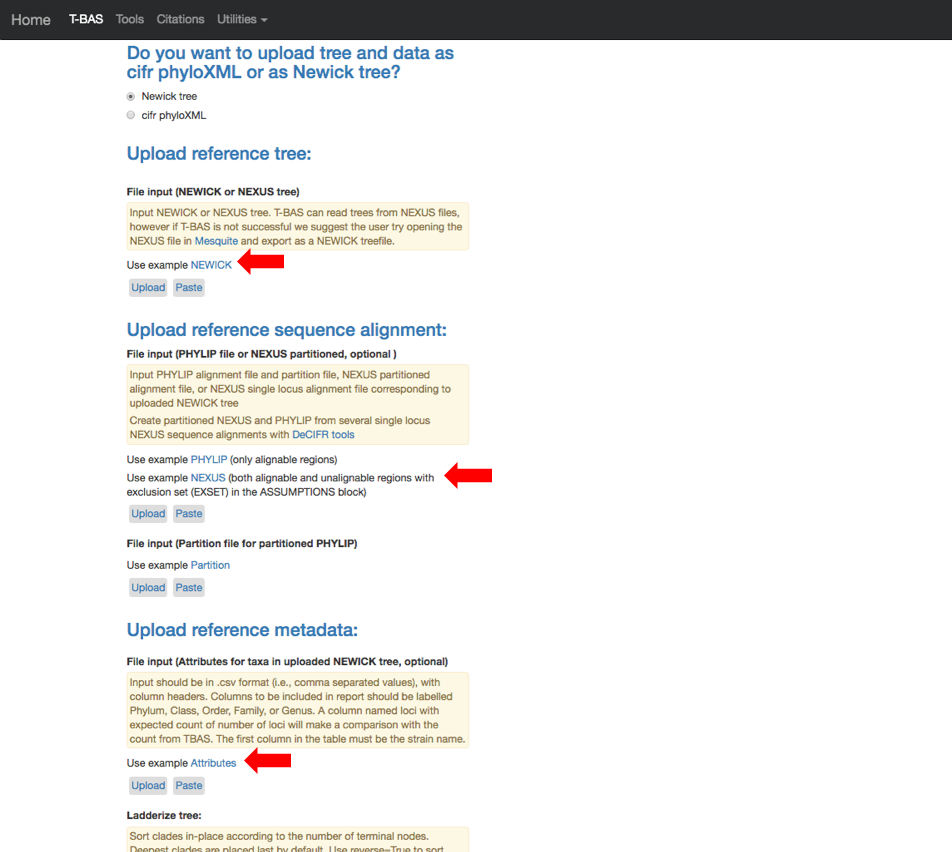 Home T-BAS Tools Citations Utilities
Do you want to upload tree and data as
cifr phyloXML or as Newick tree?
Newick tree
cifr phyloXML
Upload reference tree:
File input (NEWICK or NEXUS tree)
Input NEWICK or NEXUS tree. T-BAS can read trees from NEXUS files,
however if T-BAS is not successful we suggest the user try opening the
NEXUS file in Mesquite and export as a NEWICK treefile.
Use example NEWICK
Upload Paste
Upload reference sequence alignment:
File input (PHYLIP file or NEXUS partitioned, optional )
Input PHYLIP alignment file and partition file, NEXUS partitioned
alignment file, or NEXUS single locus alignment file corresponding to
uploaded NEWICK tree
Create partitioned NEXUS and PHYLIP from several single locus
NEXUS sequence alignments with DeCIFR tools
Use example PHYLIP (only alignable regions)
Use example NEXUS (both alignable and unalignable regions with
exclusion set (EXSET) in the ASSUMPTIONS block)
Upload Paste
File input (Partition file for partitioned PHYLIP)
Use example Partition
Upload Paste
Upload reference metadata:
File input (Attributes for taxa in uploaded NEWICK tree, optional)
Input should be in .csv format (i.e., comma separated values), with
column headers. Columns to be included in report should be labelled
Phylum, Class, Order, Family, or Genus. A column named loci with
expected count of number of loci will make a comparison with the
count from TBAS. The first column in the table must be the strain name.
Use example Attributes
Upload Paste
Ladderize tree:
Sort clades in-place according to the number of terminal nodes.
Deepest clades are placed last by default. Use reverse=True to sort